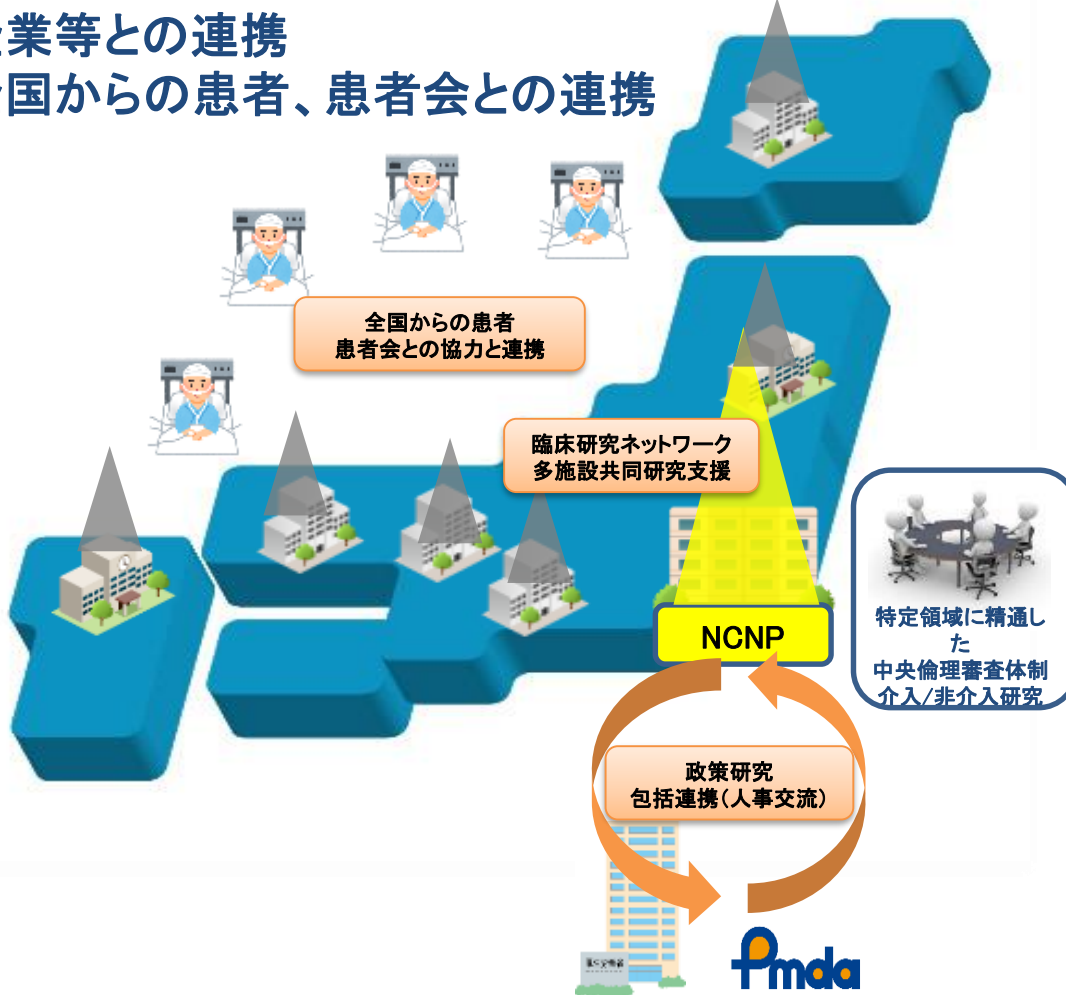 業等との連携
国からの患者、患者会との連携
全国からの患者
患者会との協力と連携
臨床研究ネットワーク
多施設共同研究支援
NCNP
特定領域に精通し
た
中央倫理審査体制
介入/非介入研究
政策研究
包括連携(人事交流)
Pmda